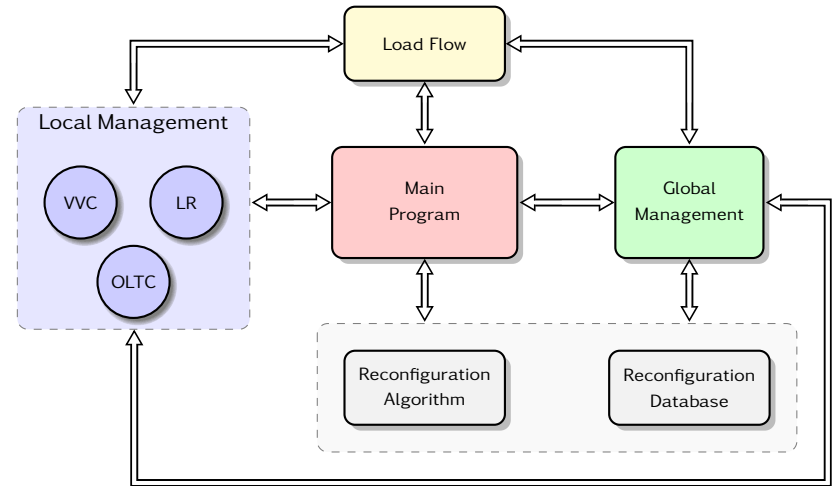 Load Flow
Local Management
VVC
LR
OLTC
Main
Program
Global
Management
Reconfiguration
Algorithm
Reconfiguration
Database